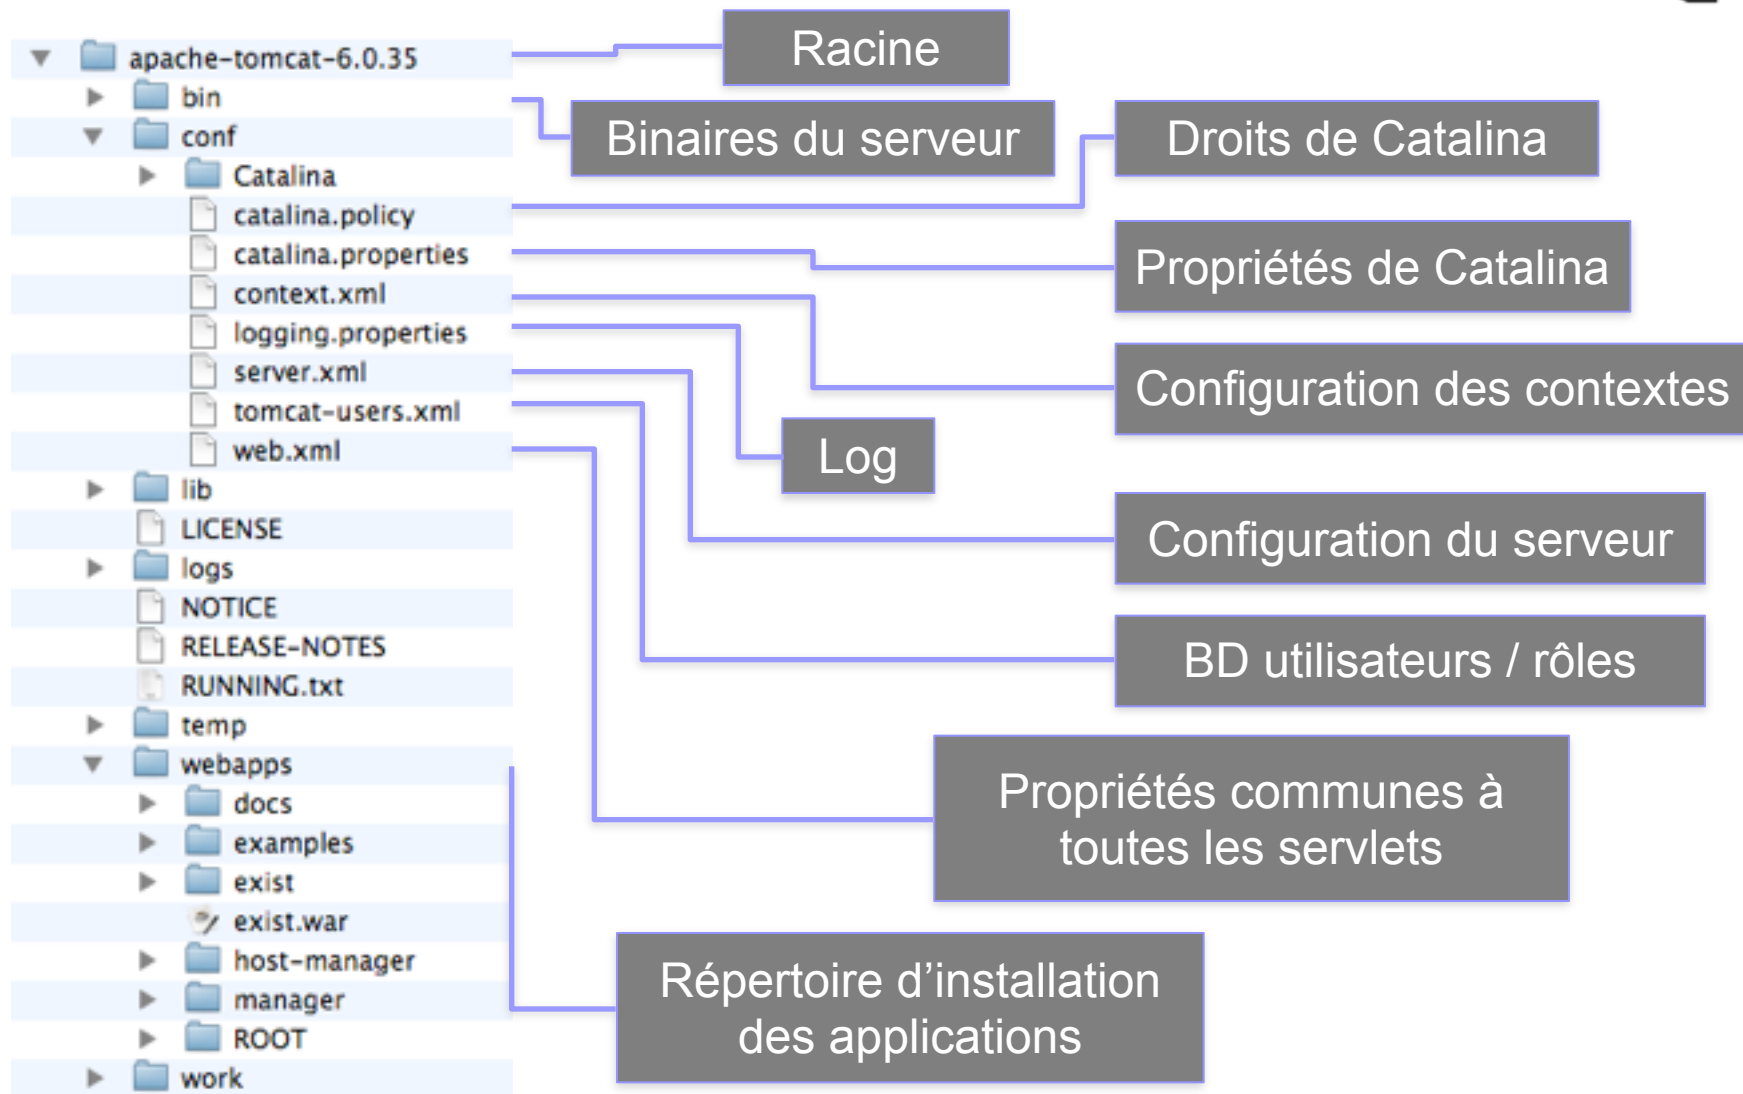 apache-tomcat-6.0.35
bin
conf
Catalina
catalina.policy
catalina.properties
context.xml
logging.properties
server.xml
tomcat-users.xml
web.xml
lib
LICENSE
logs
NOTICE
RELEASE-NOTES
RUNNING.txt
temp
webapps
docs
examples
exist
exist.war
host-manager
manager
ROOT
work
Racine
Binaires du serveur
Droits de Catalina
Propriétés de Catalina
Configuration des contextes
Log
Configuration du serveur
BD utilisateurs / rôles
Propriétés communes à
toutes les servlets
Répertoire d’installation
des applications